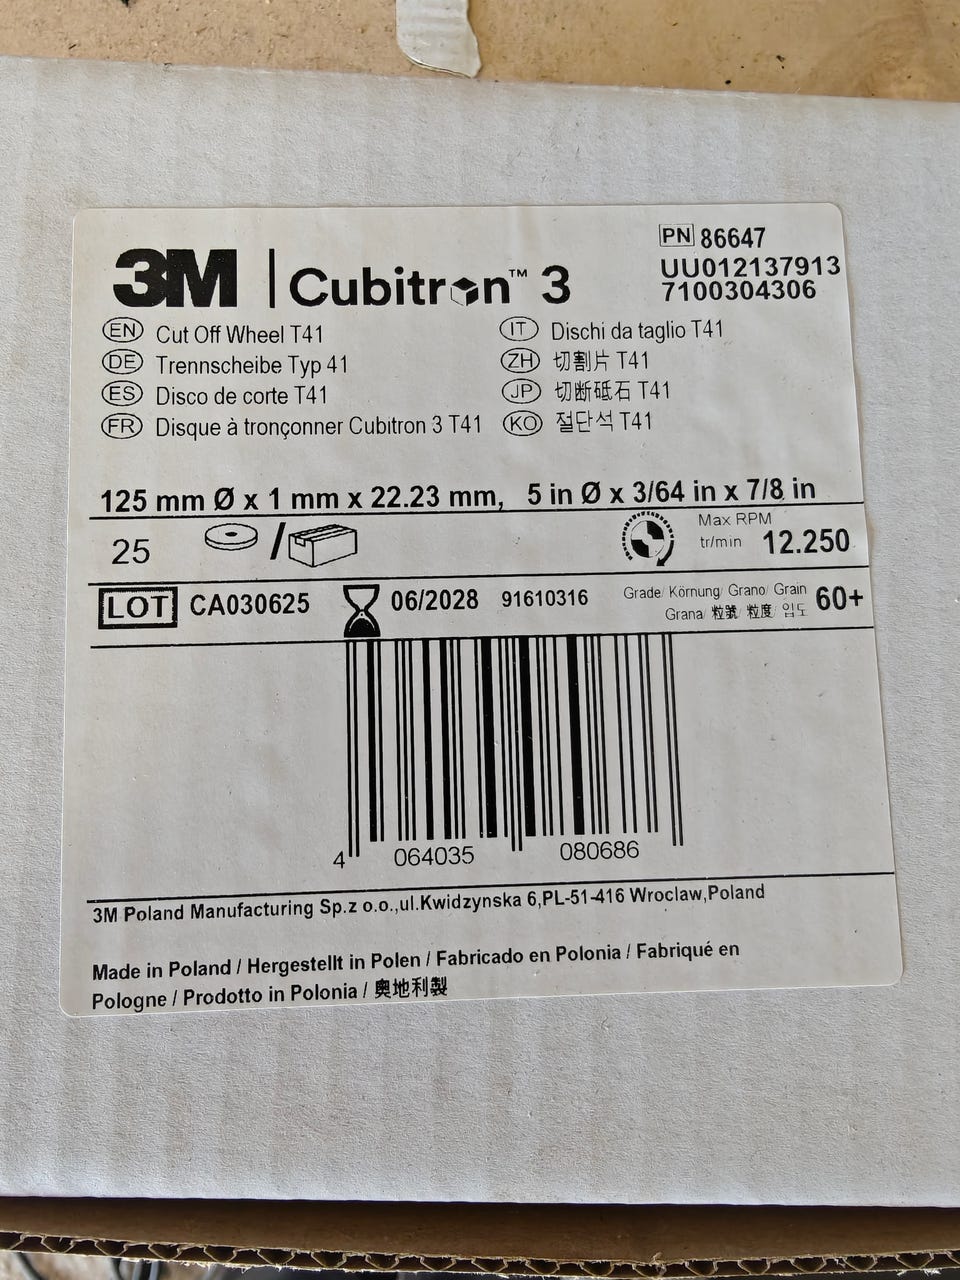 3M | Cubitron™ 3
PN 86647
UU012137913
7100304306
EN Cut Off Wheel T41
DE Trennscheibe Typ 41
ES Disco de corte T41
FR Disque à tronçonner Cubitron 3 T41
IT Dischi da taglio T41
ZH 切割片 T41
JP 切断砥石 T41
KO 절단석 T41
125 mm Ø x 1 mm x 22.23 mm, 5 in Ø x 3/64 in x 7/8 in
25 /
Max RPM
tr/min 12.250
LOT CA030625 06/2028 91610316
Grade/ Körnung/ Grano/ Grain
Grana/ 粒號/ 粒度/ 입도 60+
4 064035 080686
3M Poland Manufacturing Sp.z o.o.,ul.Kwidzynska 6,PL-51-416 Wroclaw,Poland
Made in Poland / Hergestellt in Polen / Fabricado en Polonia / Fabriqué en
Pologne / Prodotto in Polonia / 奧地利製